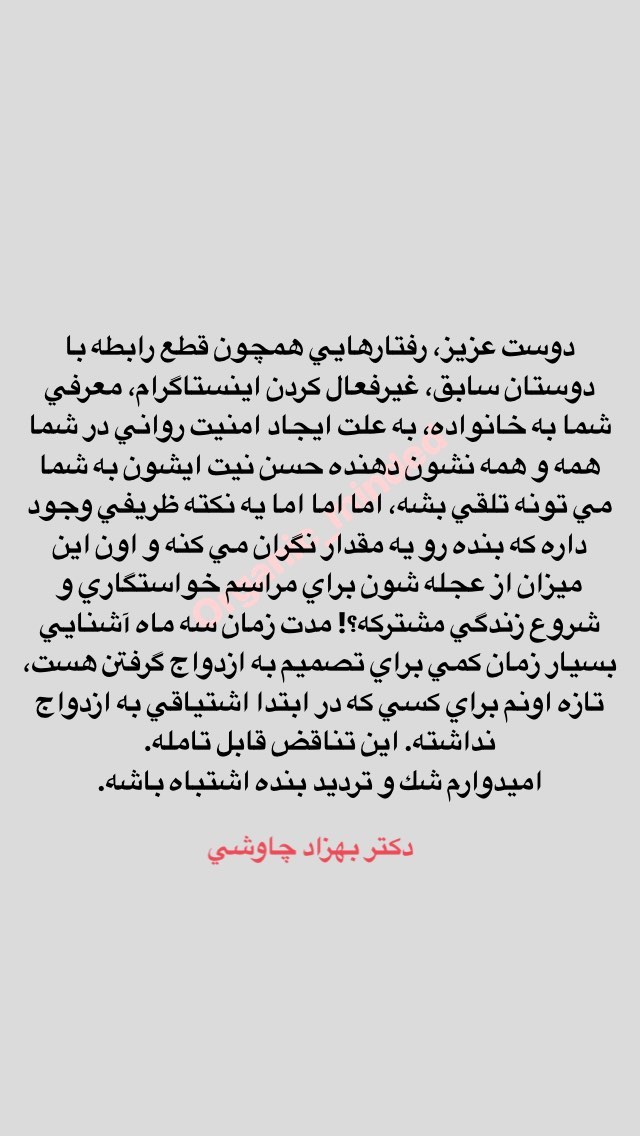 دوست عزيز، رفتارهايي همچون قطع رابطه با
دوستان سابق، غيرفعال كردن اينستاگرام، معرفي
شما به خانواده، به علت ايجاد امنيت رواني در شما
همه و همه نشون دهنده حسن نيت ايشون به شما
مي تونه تلقي بشه، اما اما اما يه نكته ظريفي وجود
داره كه بنده رو يه مقدار نگران مي كنه و اون اين
ميزان از عجله شون براي مراسم خواستگاري و
شروع زندگي مشتركه؟! مدت زمان سه ماه آشنايي
بسيار زمان كمي براي تصميم به ازدواج گرفتن هست،
تازه اونم براي كسي كه در ابتدا اشتياقي به ازدواج
نداشته. اين تناقض قابل تامله.
اميدوارم شك و ترديد بنده اشتباه باشه.
دكتر بهزاد چاوشي
Organic_minded